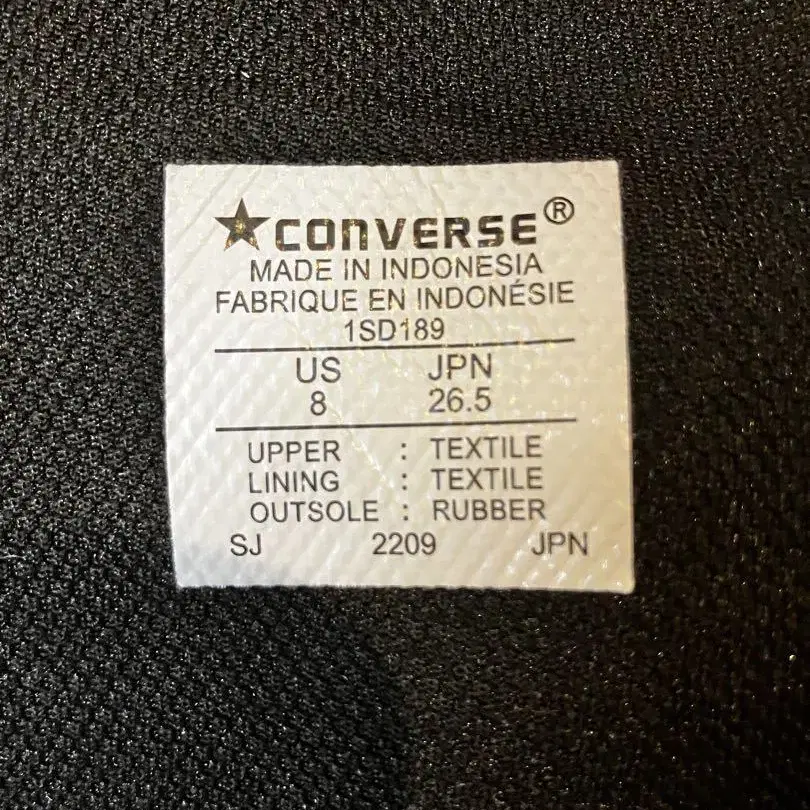 ★CONVERSE®
MADE IN INDONESIA
FABRIQUE EN INDONÉSIE
1SD189
US JPN
8 26.5
UPPER : TEXTILE
LINING : TEXTILE
OUTSOLE : RUBBER
SJ 2209 JPN